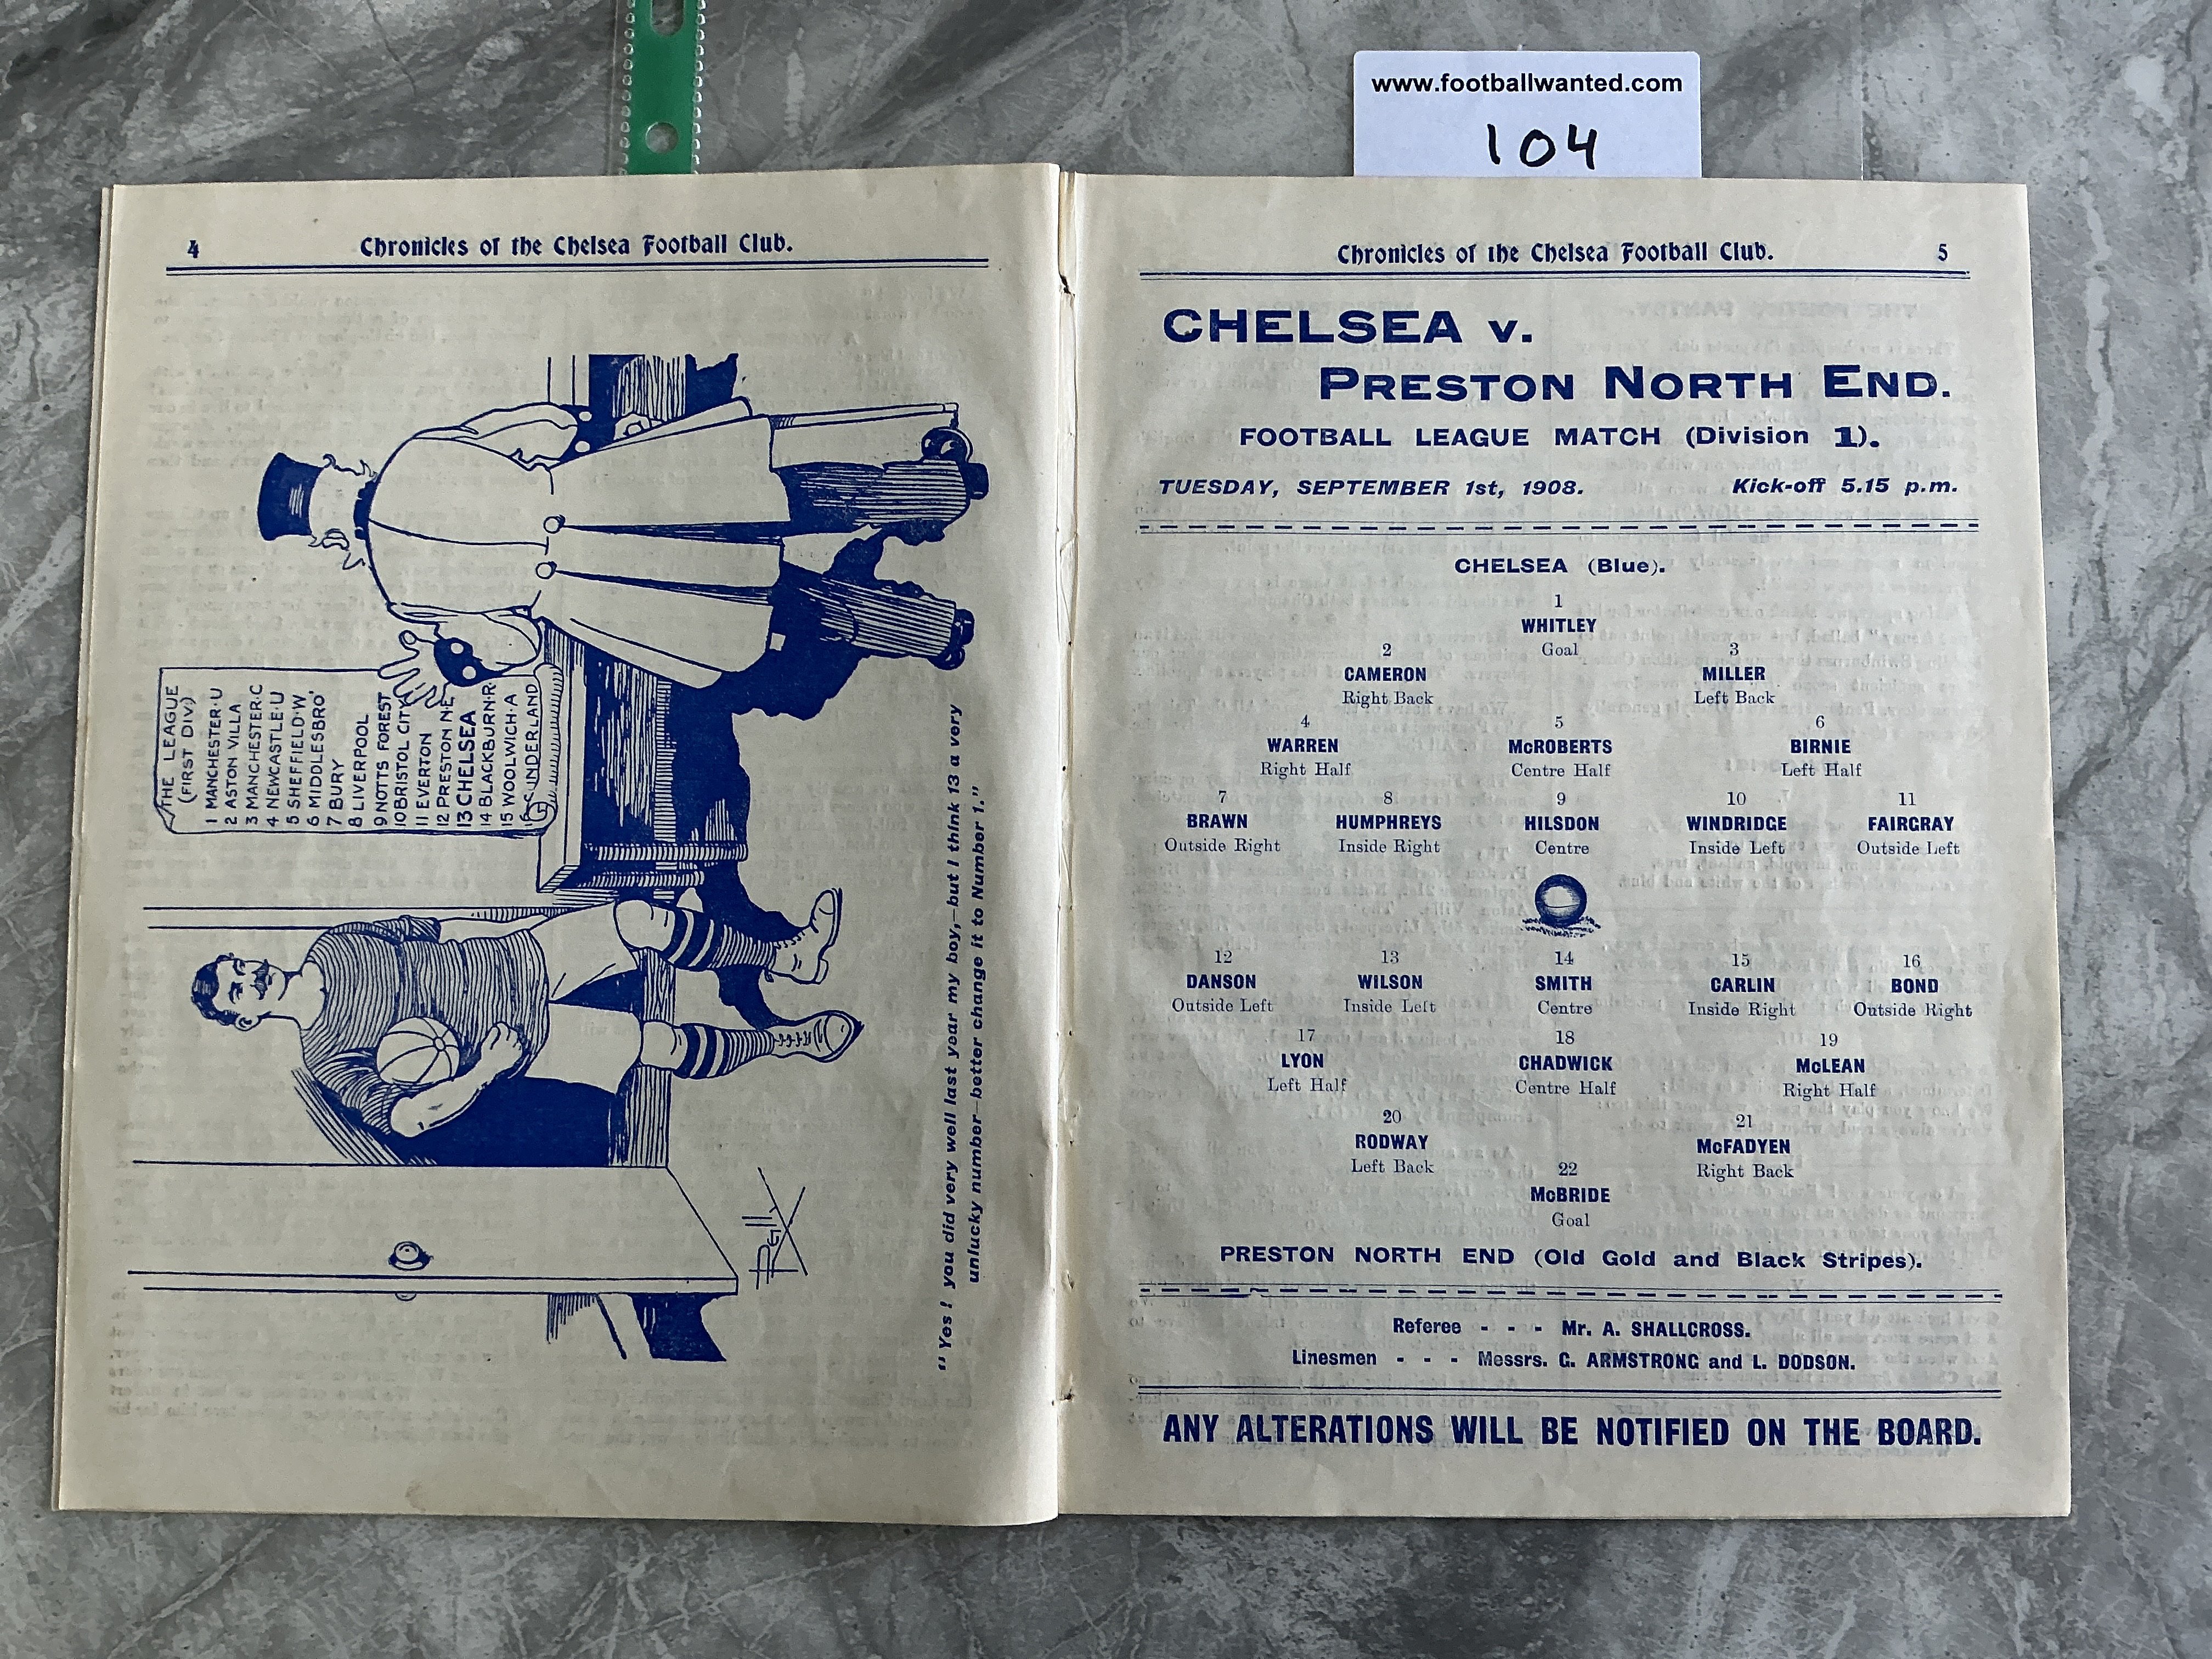 www.footballwanted.com
104
4
Chronicles of the Chelsea Football Club.
THE LEAGUE
(FIRST DIV)
1 MANCHESTER·U
2 ASTON VILLA
3 MANCHESTER·C
4 NEWCASTLE·U
5 SHEFFIELD·W
6 MIDDLESBRO'
7 BURY
8 LIVERPOOL
9 NOTTS FOREST
10 BRISTOL CITY
11 EVERTON
12 PRESTON N·E
13 CHELSEA
14 BLACKBURN·R
15 WOOLWICH·A
16 SUNDERLAND
"Yes! you did very well last year my boy,—but I think 13 a very
unlucky number—better change it to Number 1."
Chronicles of the Chelsea Football Club.
5
CHELSEA v.
PRESTON NORTH END.
FOOTBALL LEAGUE MATCH (Division 1).
TUESDAY, SEPTEMBER 1st, 1908. Kick-off 5.15 p.m.
CHELSEA (Blue).
1
WHITLEY
Goal
2 3
CAMERON MILLER
Right Back Left Back
4 5 6
WARREN McROBERTS BIRNIE
Right Half Centre Half Left Half
7 8 9 10 11
BRAWN HUMPHREYS HILSDON WINDRIDGE FAIRGRAY
Outside Right Inside Right Centre Inside Left Outside Left
12 13 14 15 16
DANSON WILSON SMITH CARLIN BOND
Outside Left Inside Left Centre Inside Right Outside Right
17 18 19
LYON CHADWICK McLEAN
Left Half Centre Half Right Half
20 21
RODWAY McFADYEN
Left Back Right Back
22
McBRIDE
Goal
PRESTON NORTH END (Old Gold and Black Stripes).
Referee - - - Mr. A. SHALLCROSS.
Linesmen - - - Messrs. G. ARMSTRONG and L. DODSON.
ANY ALTERATIONS WILL BE NOTIFIED ON THE BOARD.